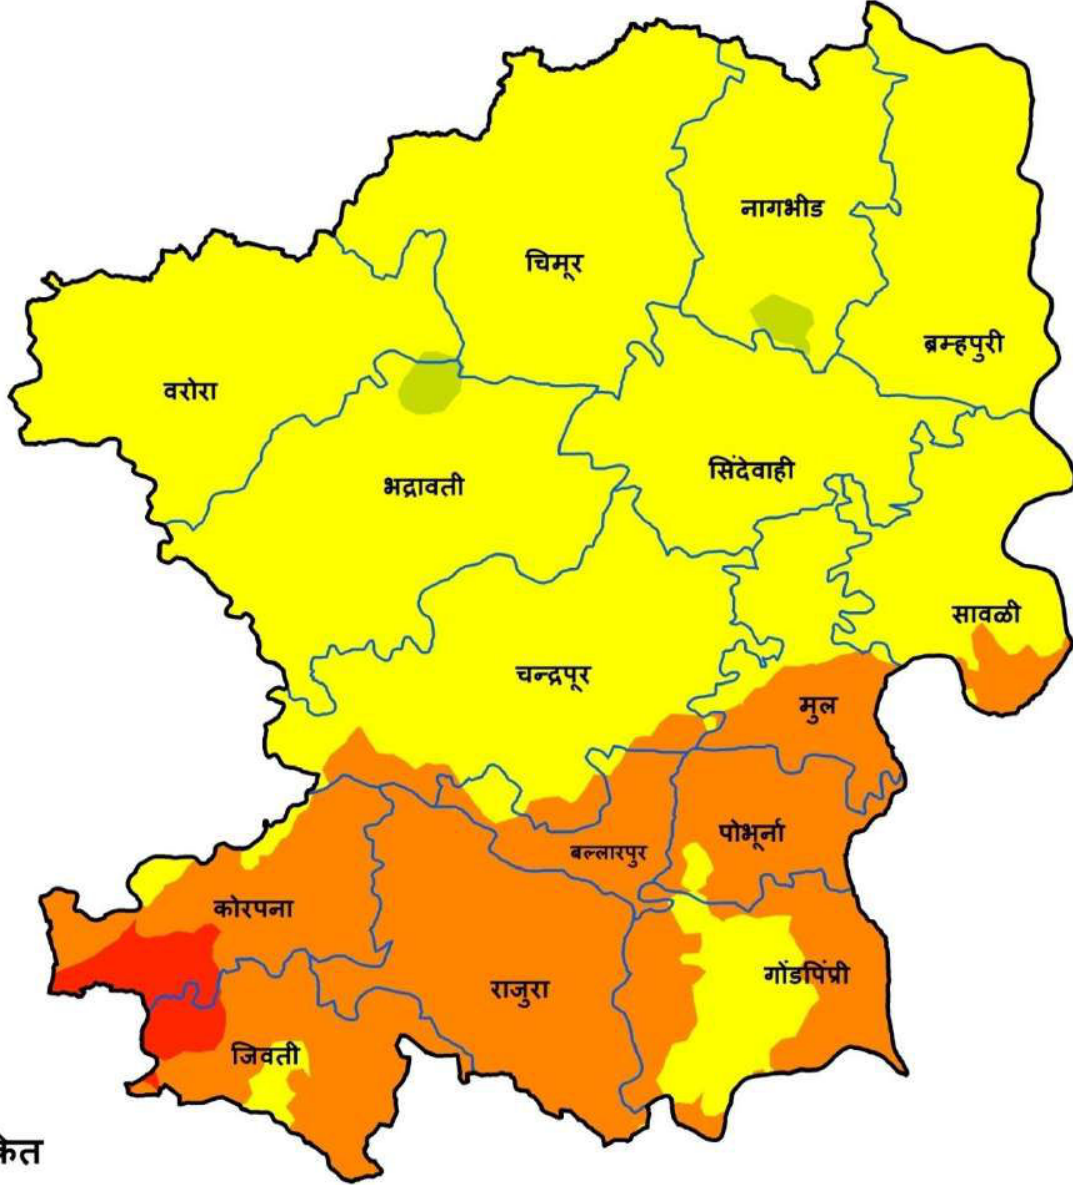 नागभीड
चिमूर
ब्रम्हपुरी
वरोरा
सिंदेवाही
भद्रावती
सावळी
चन्द्रपूर
मुल
पोभूर्ना
बल्लारपुर
कोरपना
गोंडपिंप्री
राजुरा
जिवती